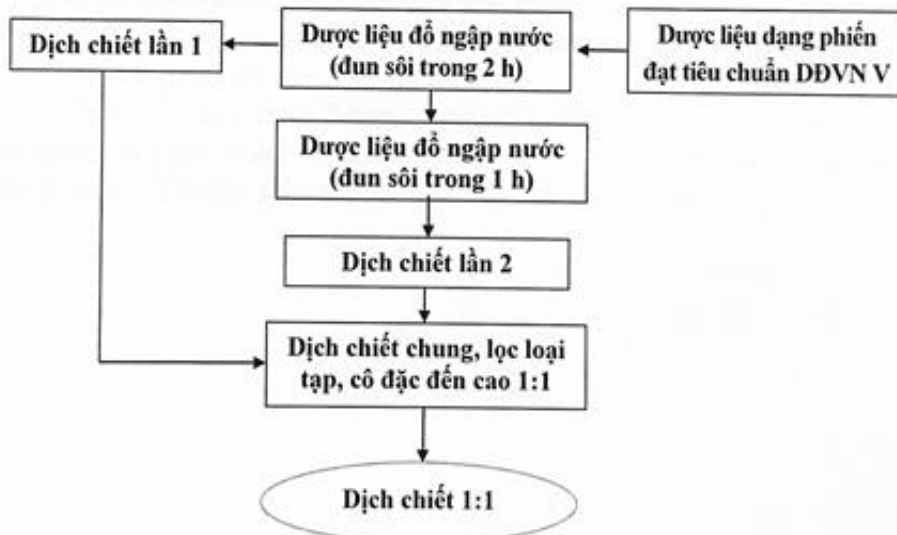 Dịch chiết lần 1
Dược liệu đổ ngập nước
(đun sôi trong 2 h)
Dược liệu dạng phiến
đạt tiêu chuẩn DĐVN V
Dược liệu đổ ngập nước
(đun sôi trong 1 h)
Dịch chiết lần 2
Dịch chiết chung, lọc loại
tạp, cô đặc đến cao 1:1
Dịch chiết 1:1